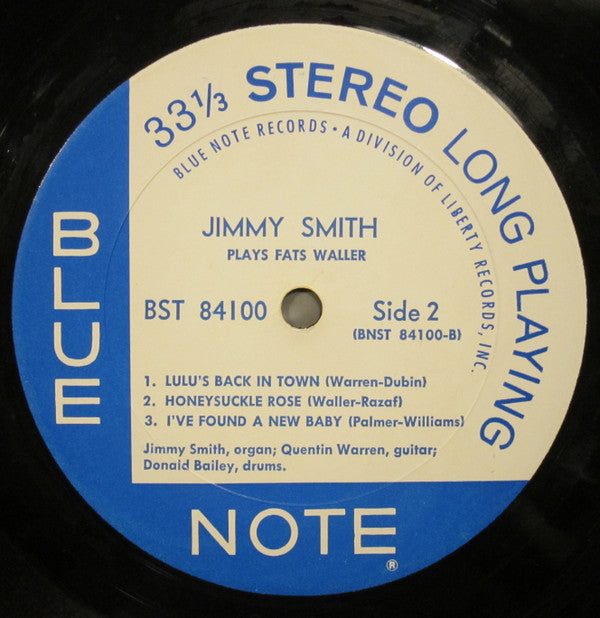 33⅓ STEREO LONG PLAYING
BLUE NOTE RECORDS • A DIVISION OF LIBERTY RECORDS, INC.
JIMMY SMITH
PLAYS FATS WALLER
BST 84100
Side 2
(BNST 84100-B)
1. LULU'S BACK IN TOWN (Warren-Dubin)
2. HONEYSUCKLE ROSE (Waller-Razaf)
3. I'VE FOUND A NEW BABY (Palmer-Williams)
Jimmy Smith, organ; Quentin Warren, guitar;
Donald Bailey, drums.
BLUE
NOTE®